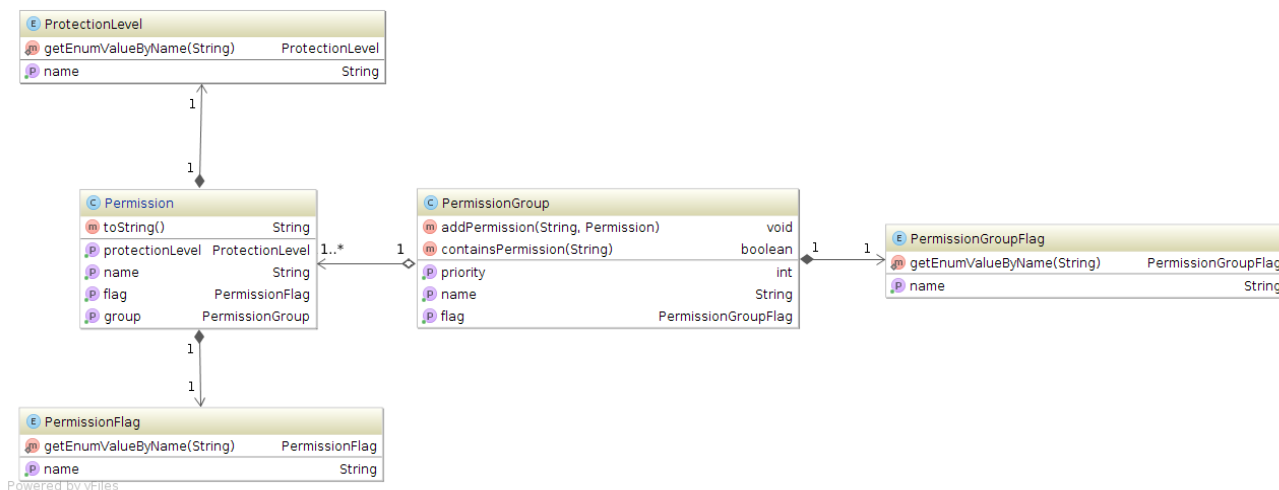 E ProtectionLevel
m getEnumValueByName(String) ProtectionLevel
p name String
1
1
C Permission
m toString() String
p protectionLevel ProtectionLevel
p name String
p flag PermissionFlag
p group PermissionGroup
1..* 1
C PermissionGroup
m addPermission(String, Permission) void
m containsPermission(String) boolean
p priority int
p name String
p flag PermissionGroupFlag
1 1
E PermissionGroupFlag
m getEnumValueByName(String) PermissionGroupFlag
p name String
1
1
E PermissionFlag
m getEnumValueByName(String) PermissionFlag
p name String
Powered by yFiles